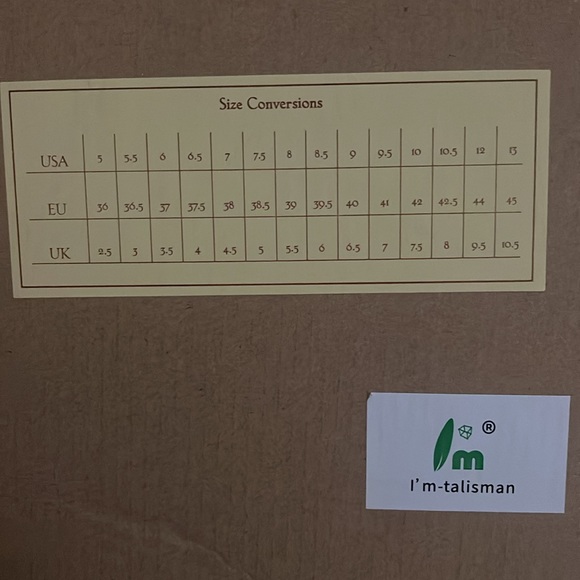 Size Conversions
USA 5 5.5 6 6.5 7 7.5 8 8.5 9 9.5 10 10.5 12 13
EU 36 36.5 37 37.5 38 38.5 39 39.5 40 41 42 42.5 44 45
UK 2.5 3 3.5 4 4.5 5 5.5 6 6.5 7 7.5 8 9.5 10.5
Im ®
I'm-talisman